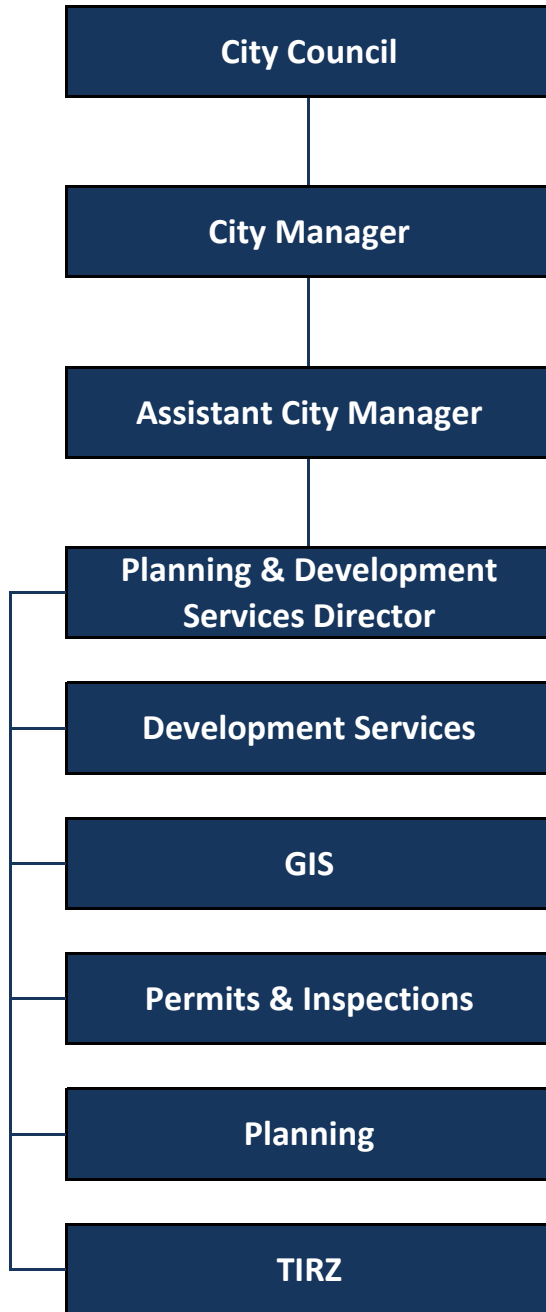 City Council
City Manager
Assistant City Manager
Planning & Development
Services Director
Development Services
GIS
Permits & Inspections
Planning
TIRZ